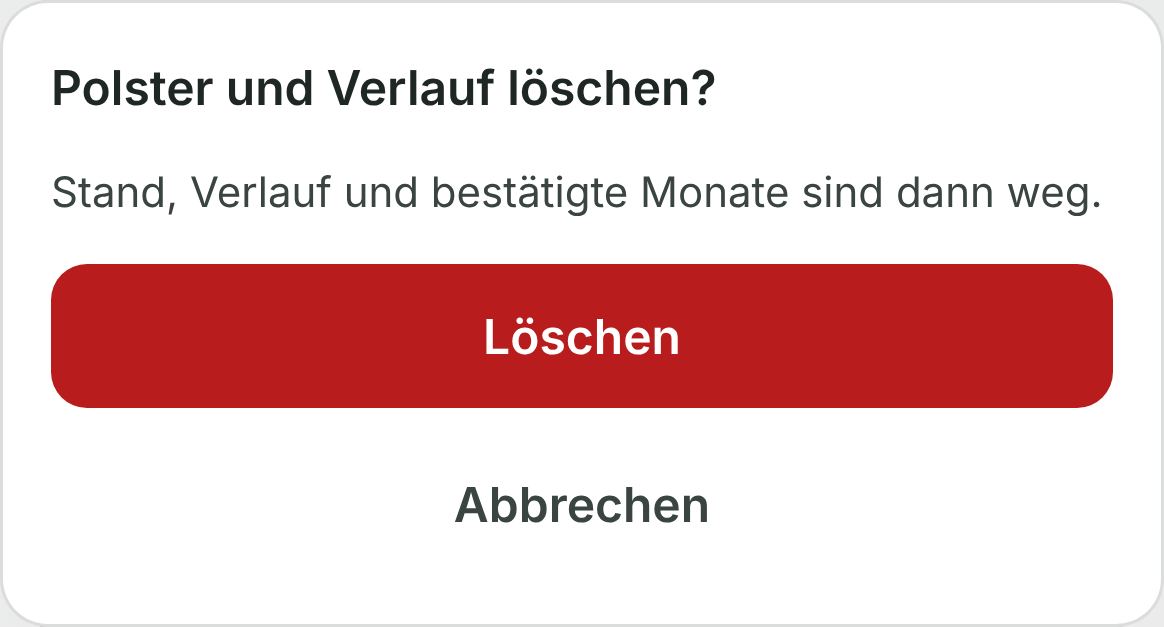 Polster und Verlauf löschen?
Stand, Verlauf und bestätigte Monate sind dann weg.
Löschen
Abbrechen